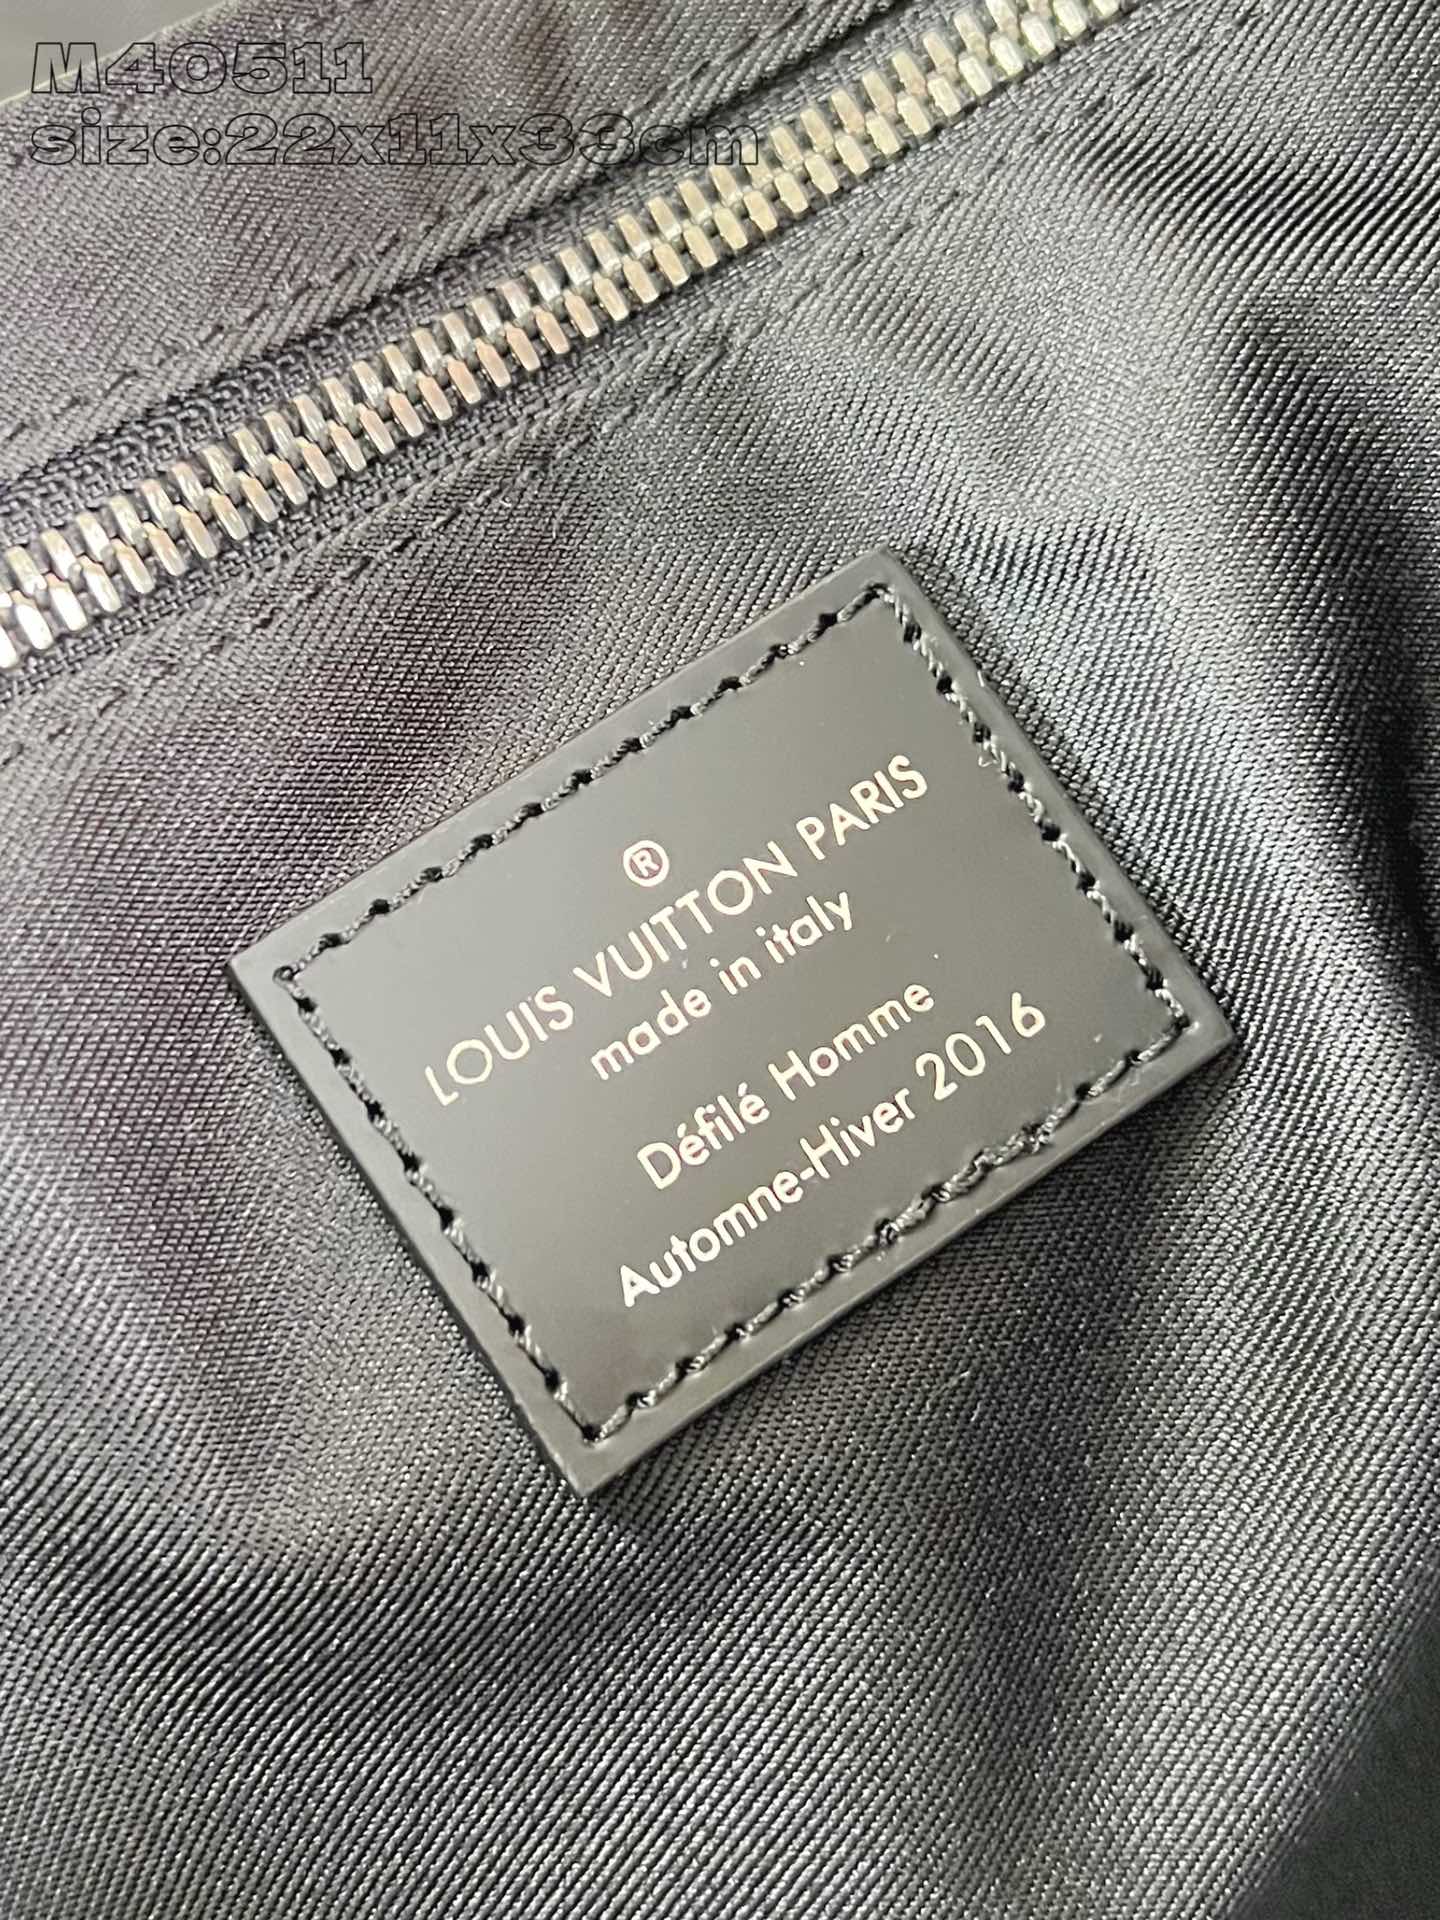 M40511
size:22x11x33cm
®
LOUIS VUITTON PARIS
made in italy
Défilé Homme
Automne-Hiver 2016